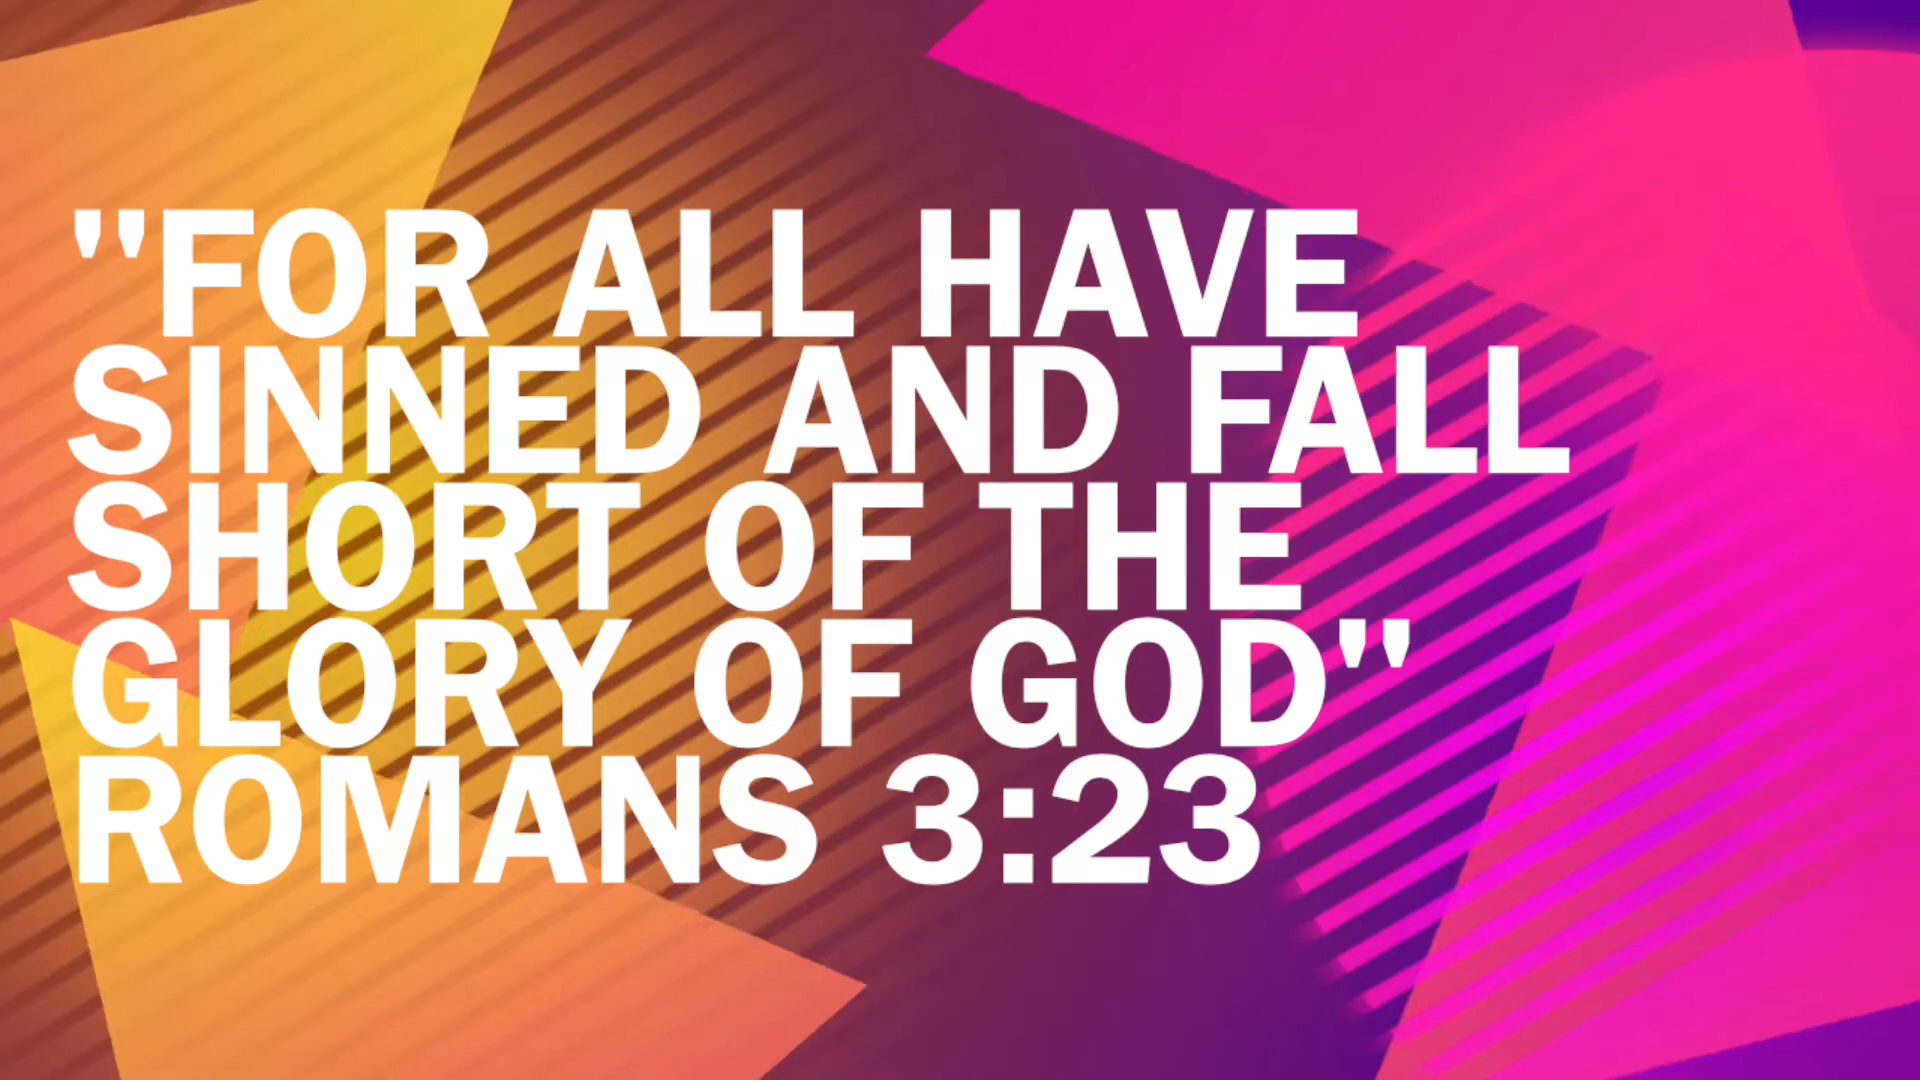 "FOR ALL HAVE
SINNED AND FALL
SHORT OF THE
GLORY OF GOD"
ROMANS 3:23